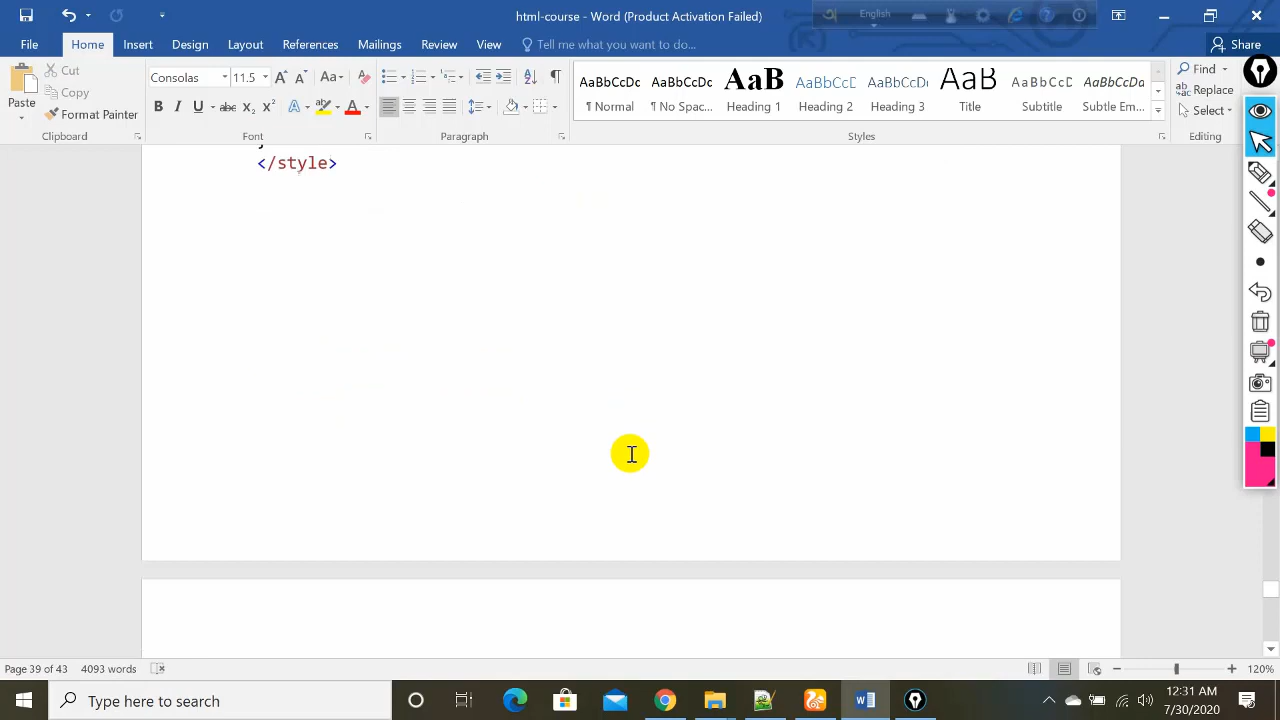 html-course - Word (Product Activation Failed)
English
File Home Insert Design Layout References Mailings Review View Tell me what you want to do... Share
Paste
Cut
Copy
Format Painter
Clipboard
Consolas 11.5
Font
Paragraph
AaBbCcDc AaBbCcDc AaB AaBbCcD AaBbCcDc AaB AaBbCcD AaBbCcDc
¶ Normal ¶ No Spac... Heading 1 Heading 2 Heading 3 Title Subtitle Subtle Em...
Styles
Find
Replace
Select
Editing
}
</style>
Page 39 of 43 4093 words 120%
Type here to search
12:31 AM
7/30/2020